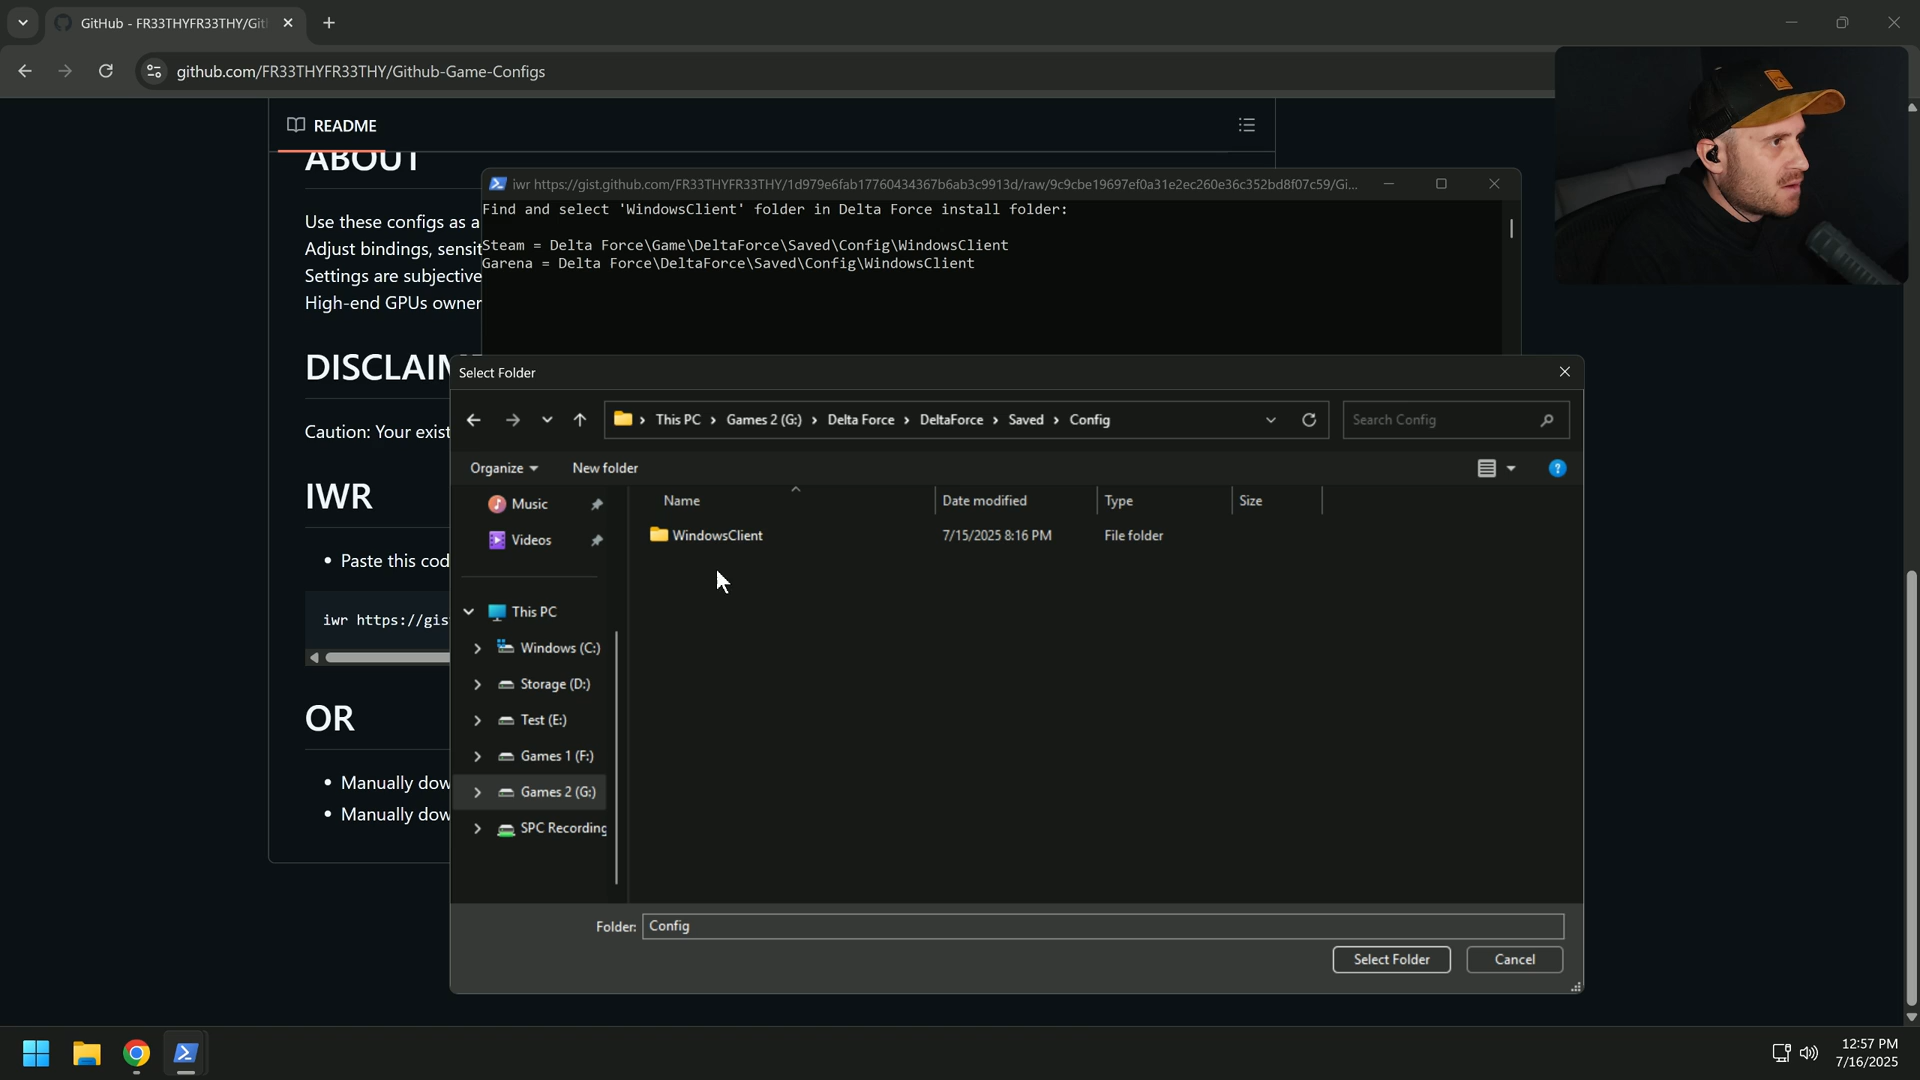 GitHub - FR33THYFR33THY/Git
github.com/FR33THYFR33THY/Github-Game-Configs
README
ABOUT
Use these configs as a
Adjust bindings, sensit
Settings are subjective
High-end GPUs owner
DISCLAIM
Caution: Your exist
IWR
• Paste this cod
iwr https://gis
OR
• Manually dow
• Manually dow
iwr https://gist.github.com/FR33THYFR33THY/1d979e6fab17760434367b6ab3c9913d/raw/9c9cbe19697ef0a31e2ec260e36c352bd8f07c59/Gi...
Find and select 'WindowsClient' folder in Delta Force install folder:
Steam = Delta Force\Game\DeltaForce\Saved\Config\WindowsClient
Garena = Delta Force\DeltaForce\Saved\Config\WindowsClient
Select Folder
This PC › Games 2 (G:) › Delta Force › DeltaForce › Saved › Config
Search Config
Organize
New folder
Music
Videos
This PC
Windows (C:)
Storage (D:)
Test (E:)
Games 1 (F:)
Games 2 (G:)
SPC Recording
Name Date modified Type Size
WindowsClient 7/15/2025 8:16 PM File folder
Folder: Config
Select Folder Cancel
12:57 PM
7/16/2025